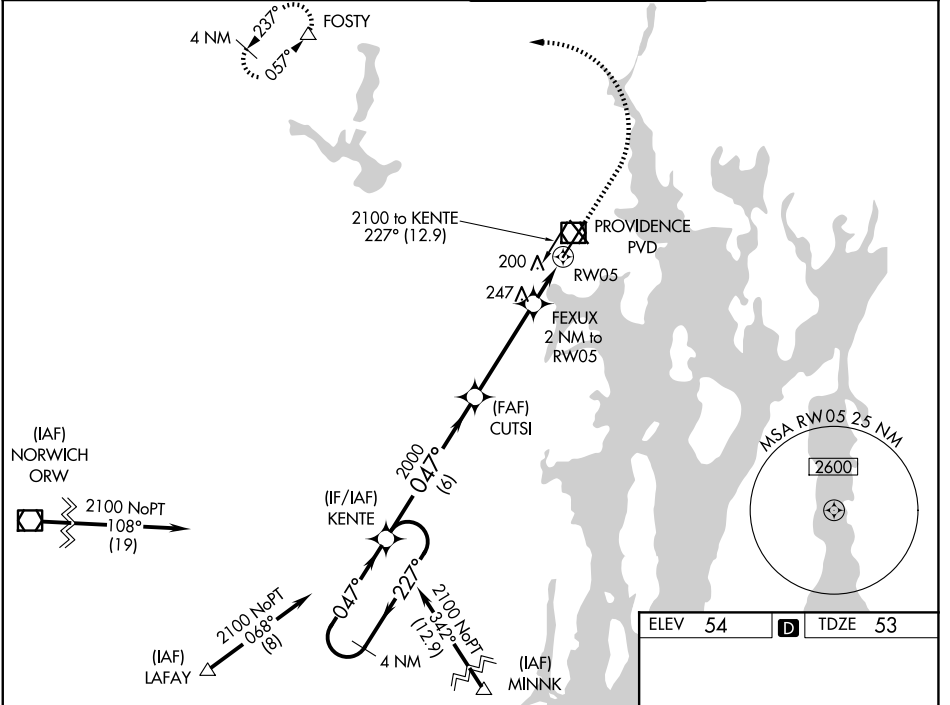 237°
FOSTY
4 NM
057°
2100 to KENTE
227° (12.9)
PROVIDENCE
PVD
200
RW05
247
FEXUX
2 NM to
RW05
(FAF)
CUTSI
MSA RW 05 25 NM
2600
(IAF)
NORWICH
ORW
2100 NoPT
108°
(19)
2000
047°
(6)
(IF/IAF)
KENTE
047°
227°
4 NM
2100 NoPT
068°
(8)
(IAF)
LAFAY
2100 NoPT
342°
(12.9)
(IAF)
MINNK
ELEV 54 D TDZE 53